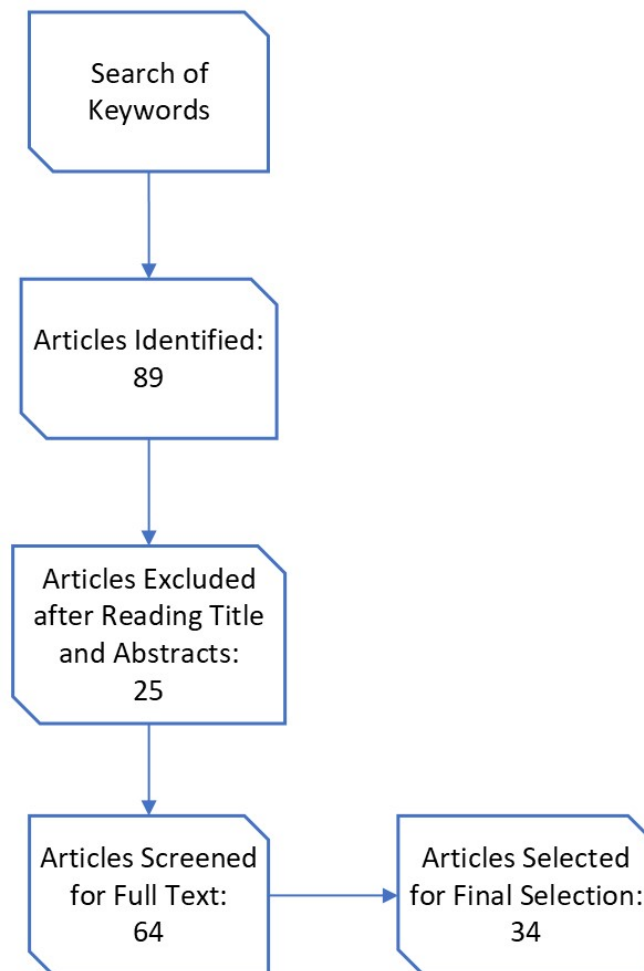 Search of
Keywords
Articles Identified:
89
Articles Excluded
after Reading Title
and Abstracts:
25
Articles Screened
for Full Text:
64
Articles Selected
for Final Selection:
34